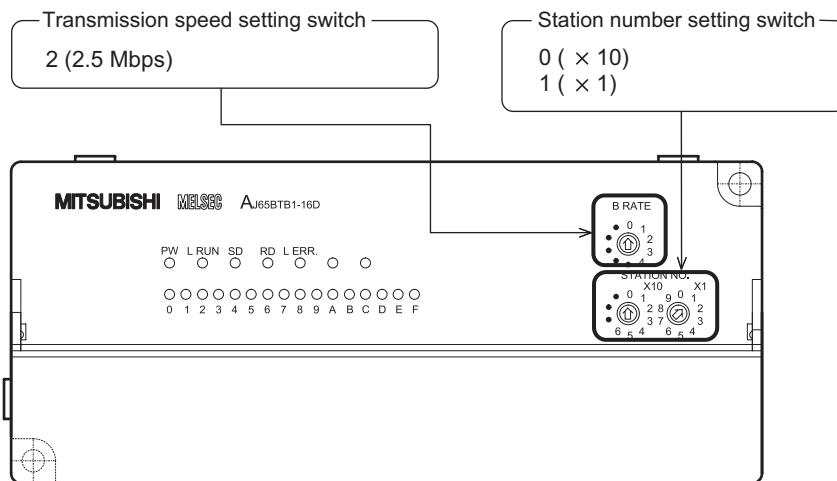 Transmission speed setting switch
2 (2.5 Mbps)
Station number setting switch
0 ( × 10)
1 ( × 1)
MITSUBISHI MELSEC AJ65BTB1-16D
B RATE
0 1 2 3 4
PW L RUN SD RD L ERR.
STATION NO.
X10 X1
0 1 2 3 4 5 6
9 0 1 2 3 4 5 6 7 8
0 1 2 3 4 5 6 7 8 9 A B C D E F